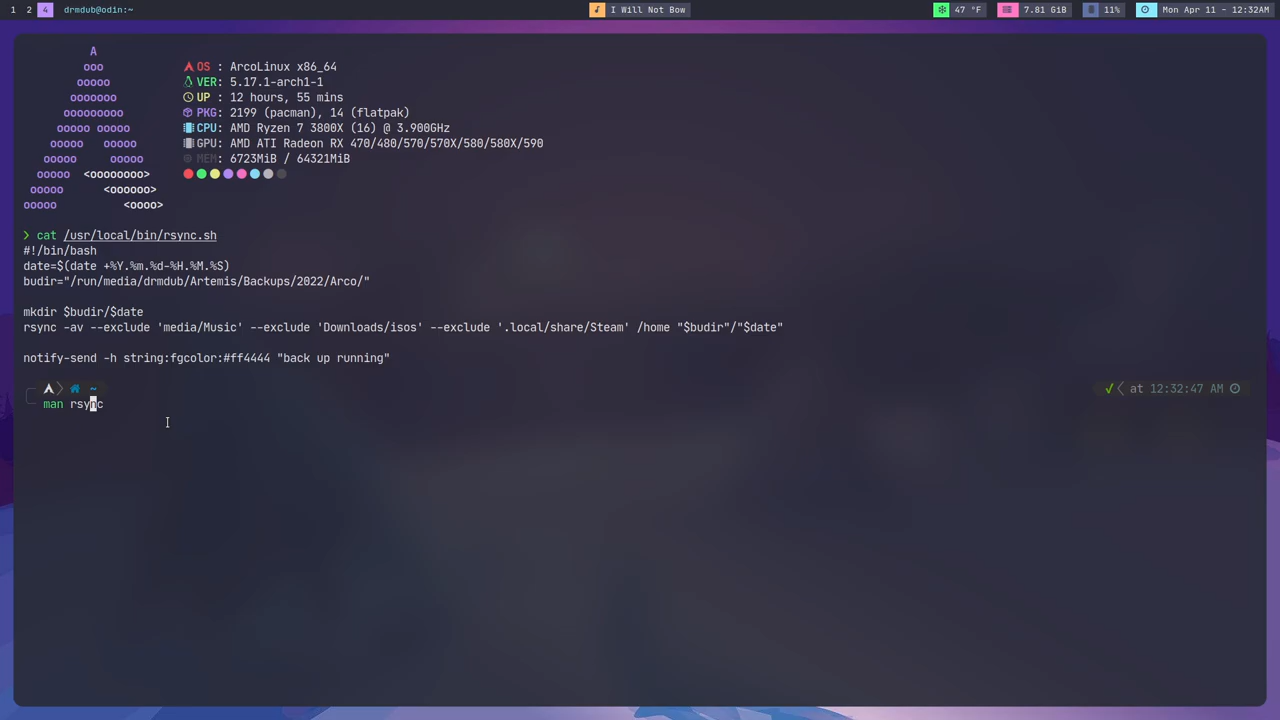 1 2 4 drmdub@odin:~ I Will Not Bow 47 °F 7.81 GiB 11% Mon Apr 11 - 12:32AM
A
ooo
ooooo
ooooooo
ooooooooo
ooooo ooooo
ooooo ooooo
ooooo ooooo
ooooo <oooooooo>
ooooo <oooooo>
ooooo <oooo>
OS : ArcoLinux x86_64
VER: 5.17.1-arch1-1
UP : 12 hours, 55 mins
PKG: 2199 (pacman), 14 (flatpak)
CPU: AMD Ryzen 7 3800X (16) @ 3.900GHz
GPU: AMD ATI Radeon RX 470/480/570/570X/580/580X/590
MEM: 6723MiB / 64321MiB
> cat /usr/local/bin/rsync.sh
#!/bin/bash
date=$(date +%Y.%m.%d-%H.%M.%S)
budir="/run/media/drmdub/Artemis/Backups/2022/Arco/"
mkdir $budir/$date
rsync -av --exclude 'media/Music' --exclude 'Downloads/isos' --exclude '.local/share/Steam' /home "$budir"/"$date"
notify-send -h string:fgcolor:#ff4444 "back up running"
~ ✓ at 12:32:47 AM
man rsync